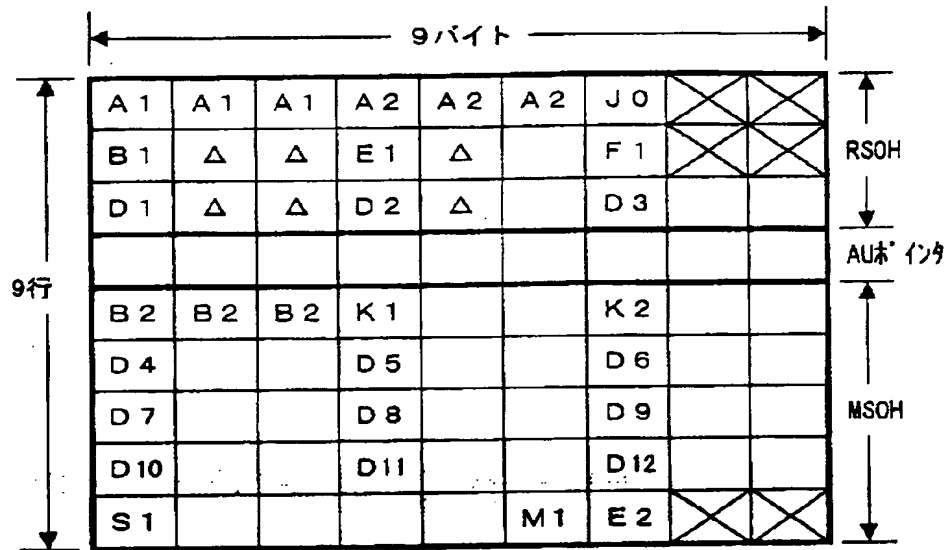 9バイト
A1 A1 A1 A2 A2 A2 J0
B1 △ △ E1 △ F1
RSOH
D1 △ △ D2 △ D3
AUポインタ
9行
B2 B2 B2 K1 K2
D4 D5 D6
D7 D8 D9
MSOH
D10 D11 D12
S1 M1 E2